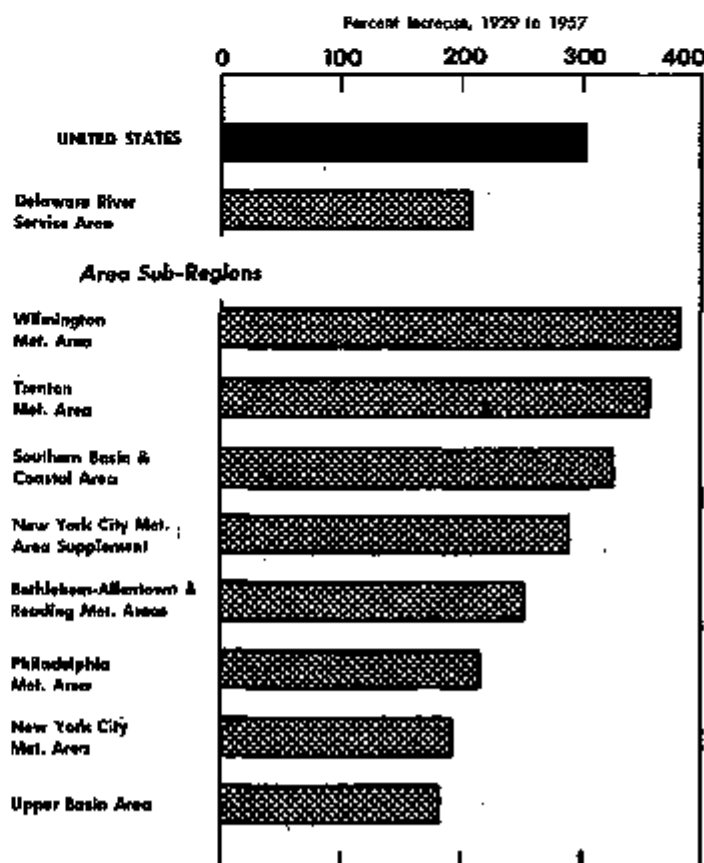 Percent Increase, 1929 to 1957
0 100 200 300 400
UNITED STATES
Delaware River
Service Area
Area Sub-Regions
Wilmington
Met. Area
Trenton
Met. Area
Southern Basin &
Coastal Area
New York City Met.
Area Supplement
Bethlehem-Allentown &
Reading Met. Areas
Philadelphia
Met. Area
New York City
Met. Area
Upper Basin Area